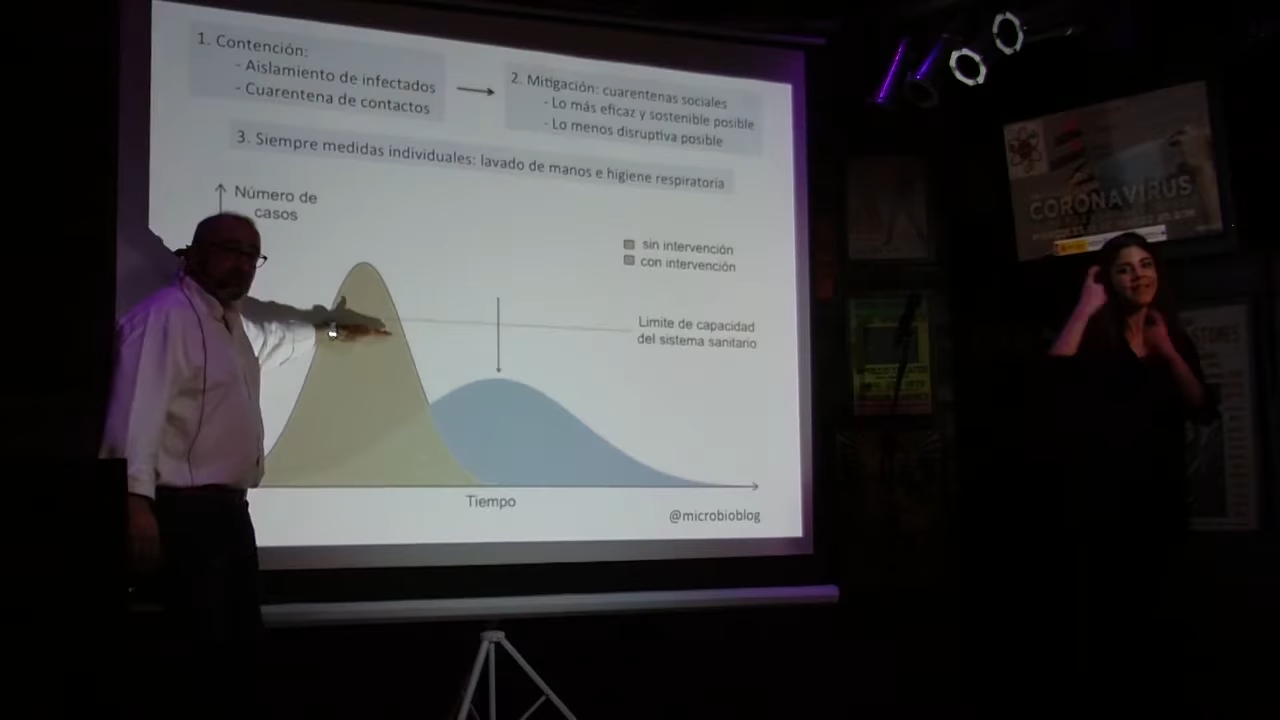 1. Contención:
- Aislamiento de infectados
- Cuarentena de contactos
2. Mitigación: cuarentenas sociales
- Lo más eficaz y sostenible posible
- Lo menos disruptiva posible
3. Siempre medidas individuales: lavado de manos e higiene respiratoria
Número de
casos
sin intervención
con intervención
Limite de capacidad
del sistema sanitario
Tiempo
@microbioblog
CORONAVIRUS